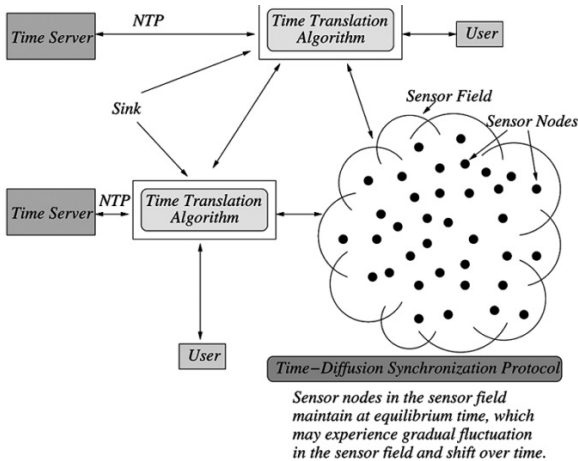 NTP
Time Server
Time Translation
Algorithm
User
Sink
Sensor Field
Sensor Nodes
Time Server
NTP
Time Translation
Algorithm
User
Time-Diffusion Synchronization Protocol
Sensor nodes in the sensor field
maintain at equilibrium time, which
may experience gradual fluctuation
in the sensor field and shift over time.